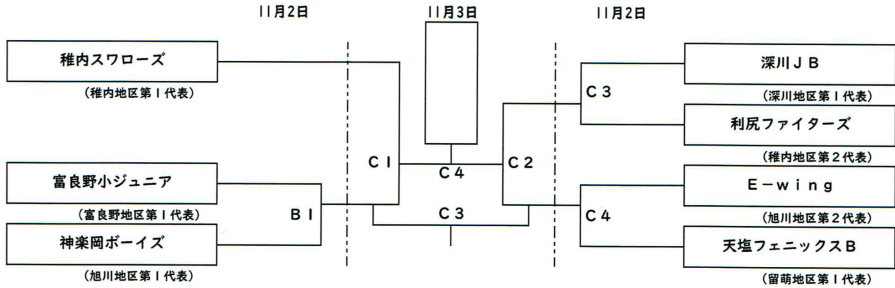 11月2日
11月3日
11月2日
稚内スワローズ
(稚内地区第1代表)
富良野小ジュニア
(富良野地区第1代表)
神楽岡ボーイズ
(旭川地区第1代表)
B1
C1
C4
C3
C2
C3
C4
深川JB
(深川地区第1代表)
利尻ファイターズ
(稚内地区第2代表)
E-wing
(旭川地区第2代表)
天塩フェニックスB
(留萌地区第1代表)